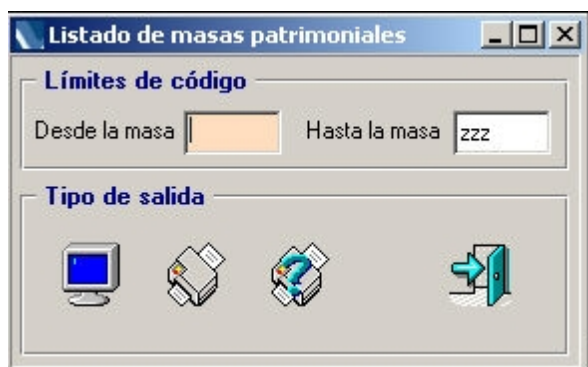 Listado de masas patrimoniales
Límites de código
Desde la masa Hasta la masa zzz
Tipo de salida